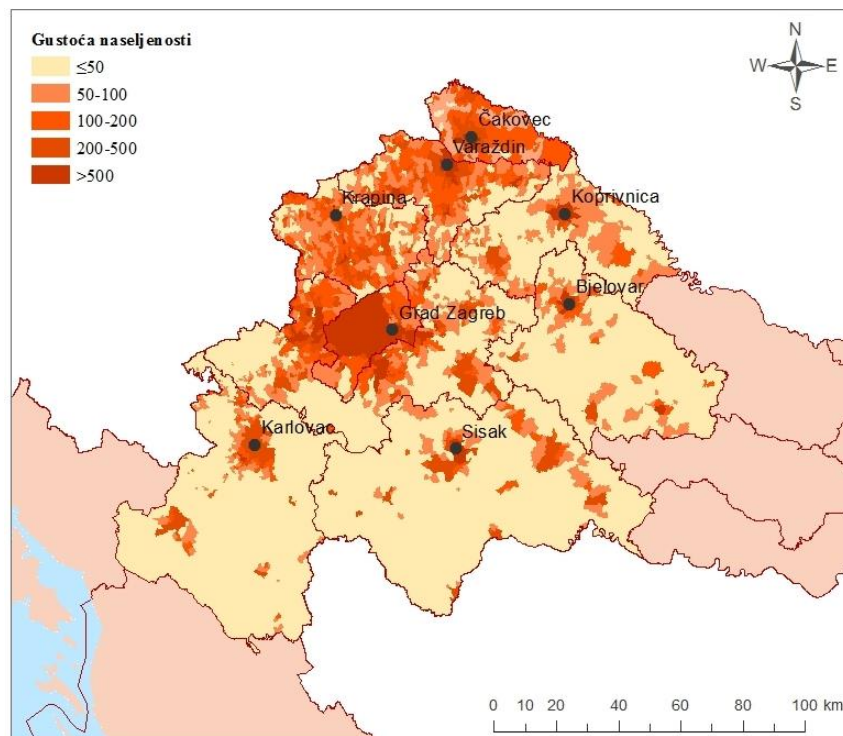 Gustoća naseljenosti
≤50
50-100
100-200
200-500
>500
N
W E
S
Čakovec
Varaždin
Krapina
Koprivnica
Bjelovar
Grad Zagreb
Karlovac
Sisak
0 10 20 40 60 80 100 km